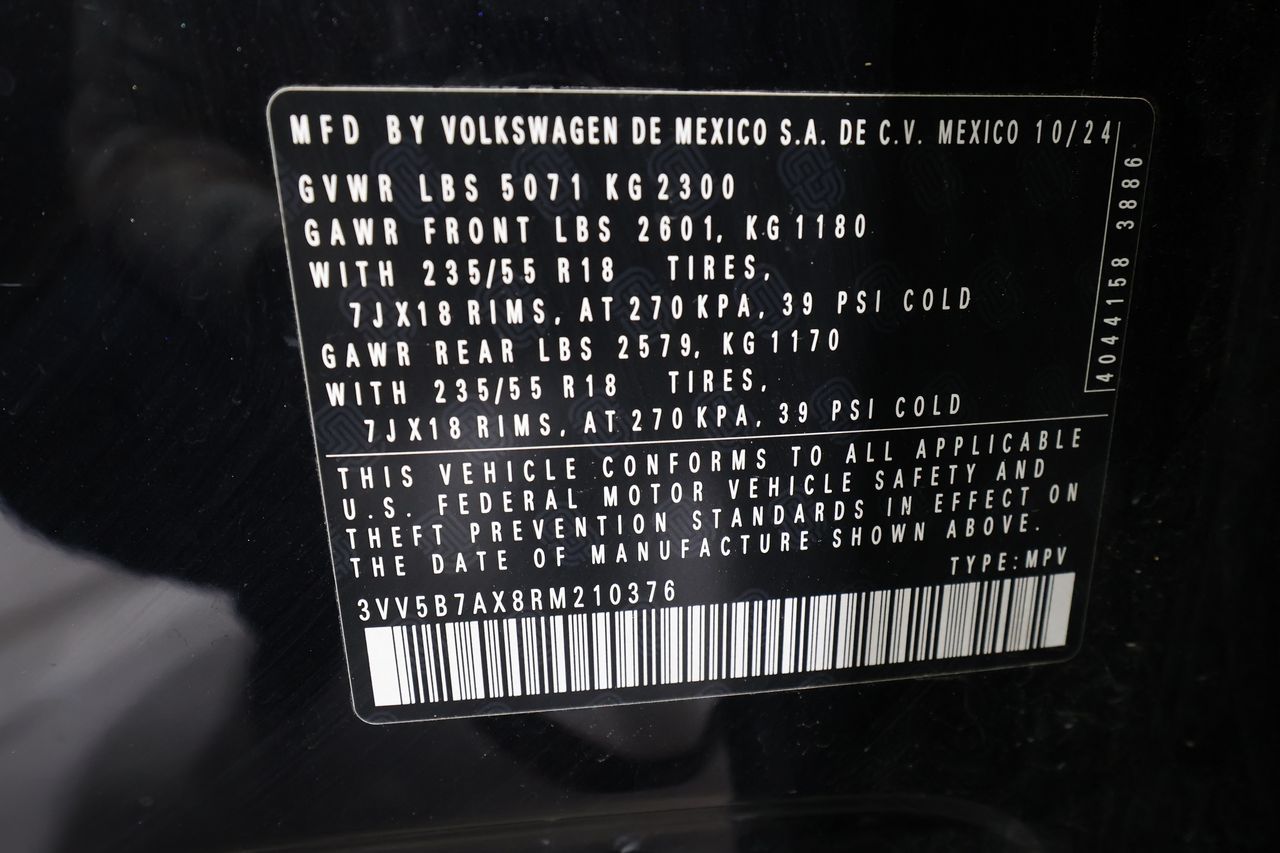 MFD BY VOLKSWAGEN DE MEXICO S.A. DE C.V. MEXICO 10/24
GVWR LBS 5071 KG 2300
GAWR FRONT LBS 2601, KG 1180
WITH 235/55 R18 TIRES,
7JX18 RIMS, AT 270 KPA, 39 PSI COLD
GAWR REAR LBS 2579, KG 1170
WITH 235/55 R18 TIRES,
7JX18 RIMS, AT 270 KPA, 39 PSI COLD
4044158 3886
THIS VEHICLE CONFORMS TO ALL APPLICABLE
U.S. FEDERAL MOTOR VEHICLE SAFETY AND
THEFT PREVENTION STANDARDS IN EFFECT ON
THE DATE OF MANUFACTURE SHOWN ABOVE.
TYPE: MPV
3VV5B7AX8RM210376